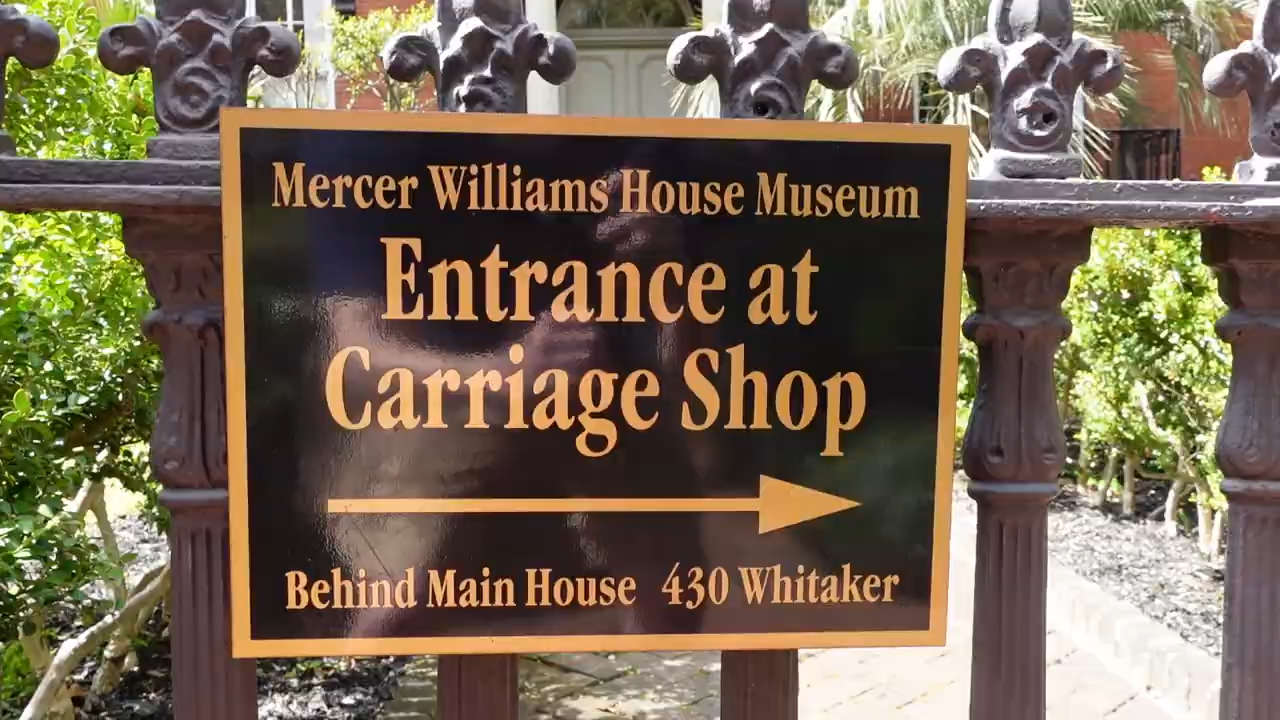 Mercer Williams House Museum
Entrance at
Carriage Shop
Behind Main House 430 Whitaker